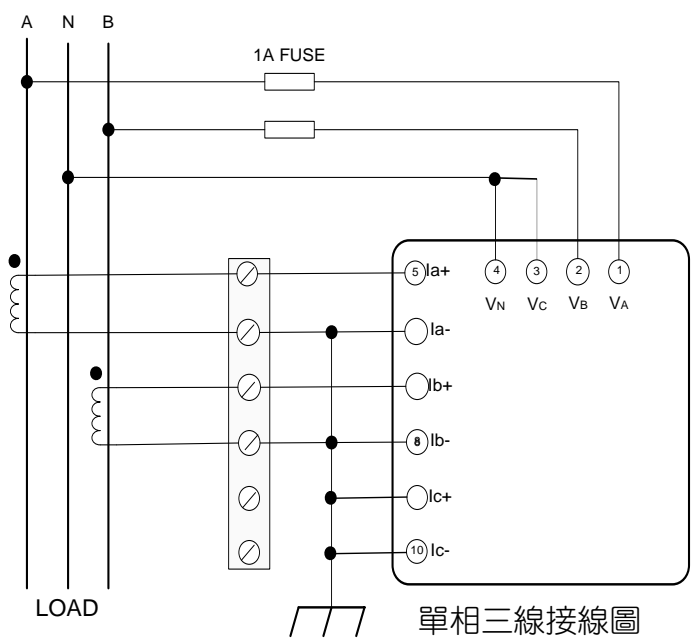 A N B
1A FUSE
5 Ia+
4 3 2 1
VN VC VB VA
Ia-
Ib+
8 Ib-
Ic+
10 Ic-
LOAD
單相三線接線圖